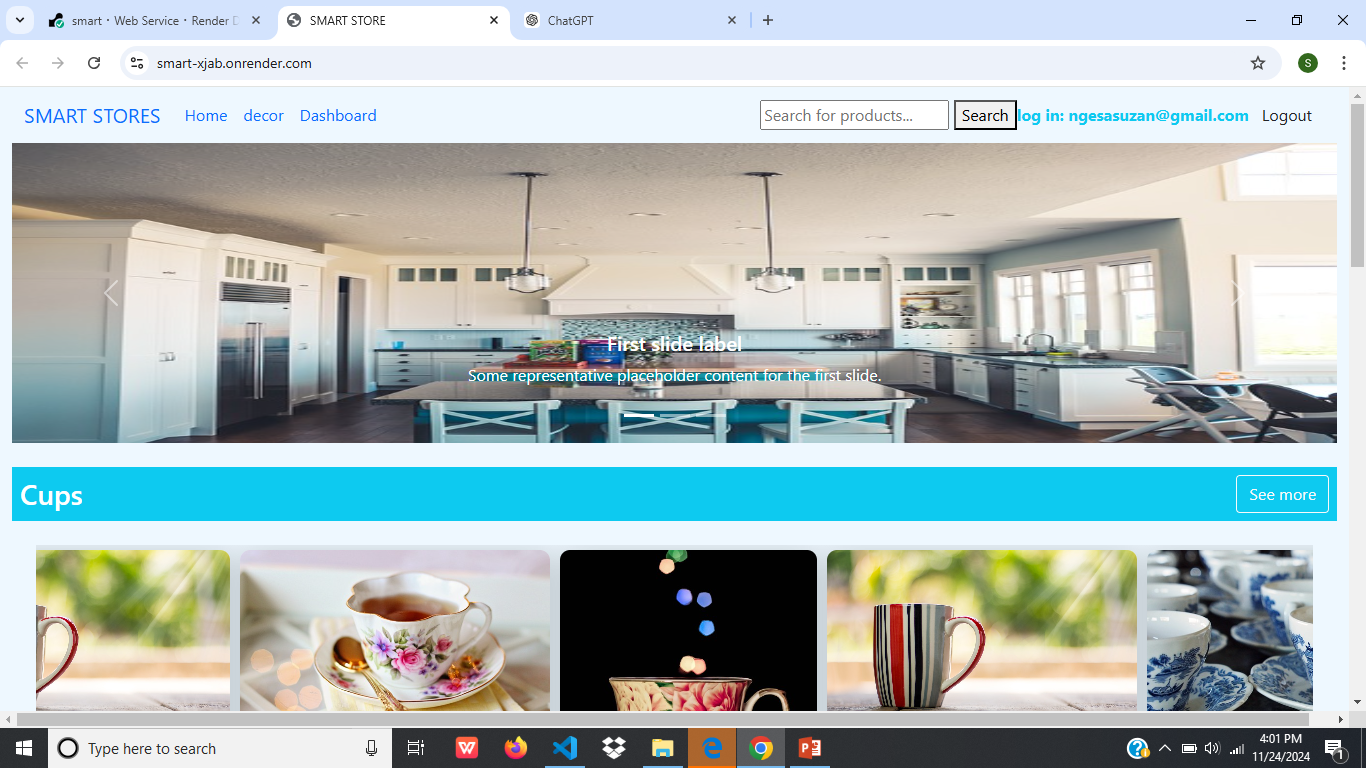 smart · Web Service · Render D
SMART STORE
ChatGPT
smart-xjab.onrender.com
S
SMART STORES
Home
decor
Dashboard
Search for products...
Search
log in: ngesasuzan@gmail.com
Logout
First slide label
Some representative placeholder content for the first slide.
Cups
See more
Type here to search
4:01 PM
11/24/2024
1